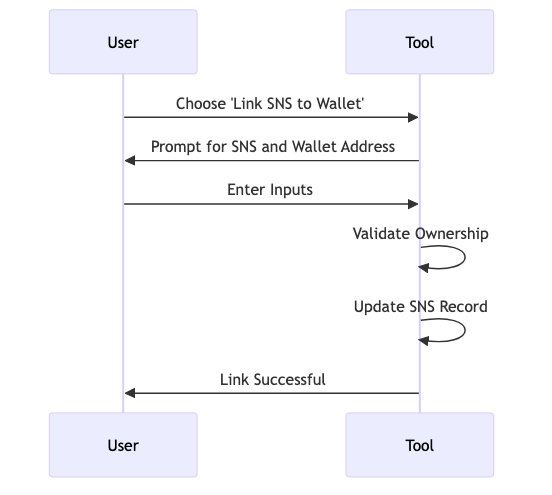 User Tool
Choose 'Link SNS to Wallet'
Prompt for SNS and Wallet Address
Enter Inputs
Validate Ownership
Update SNS Record
Link Successful
User Tool